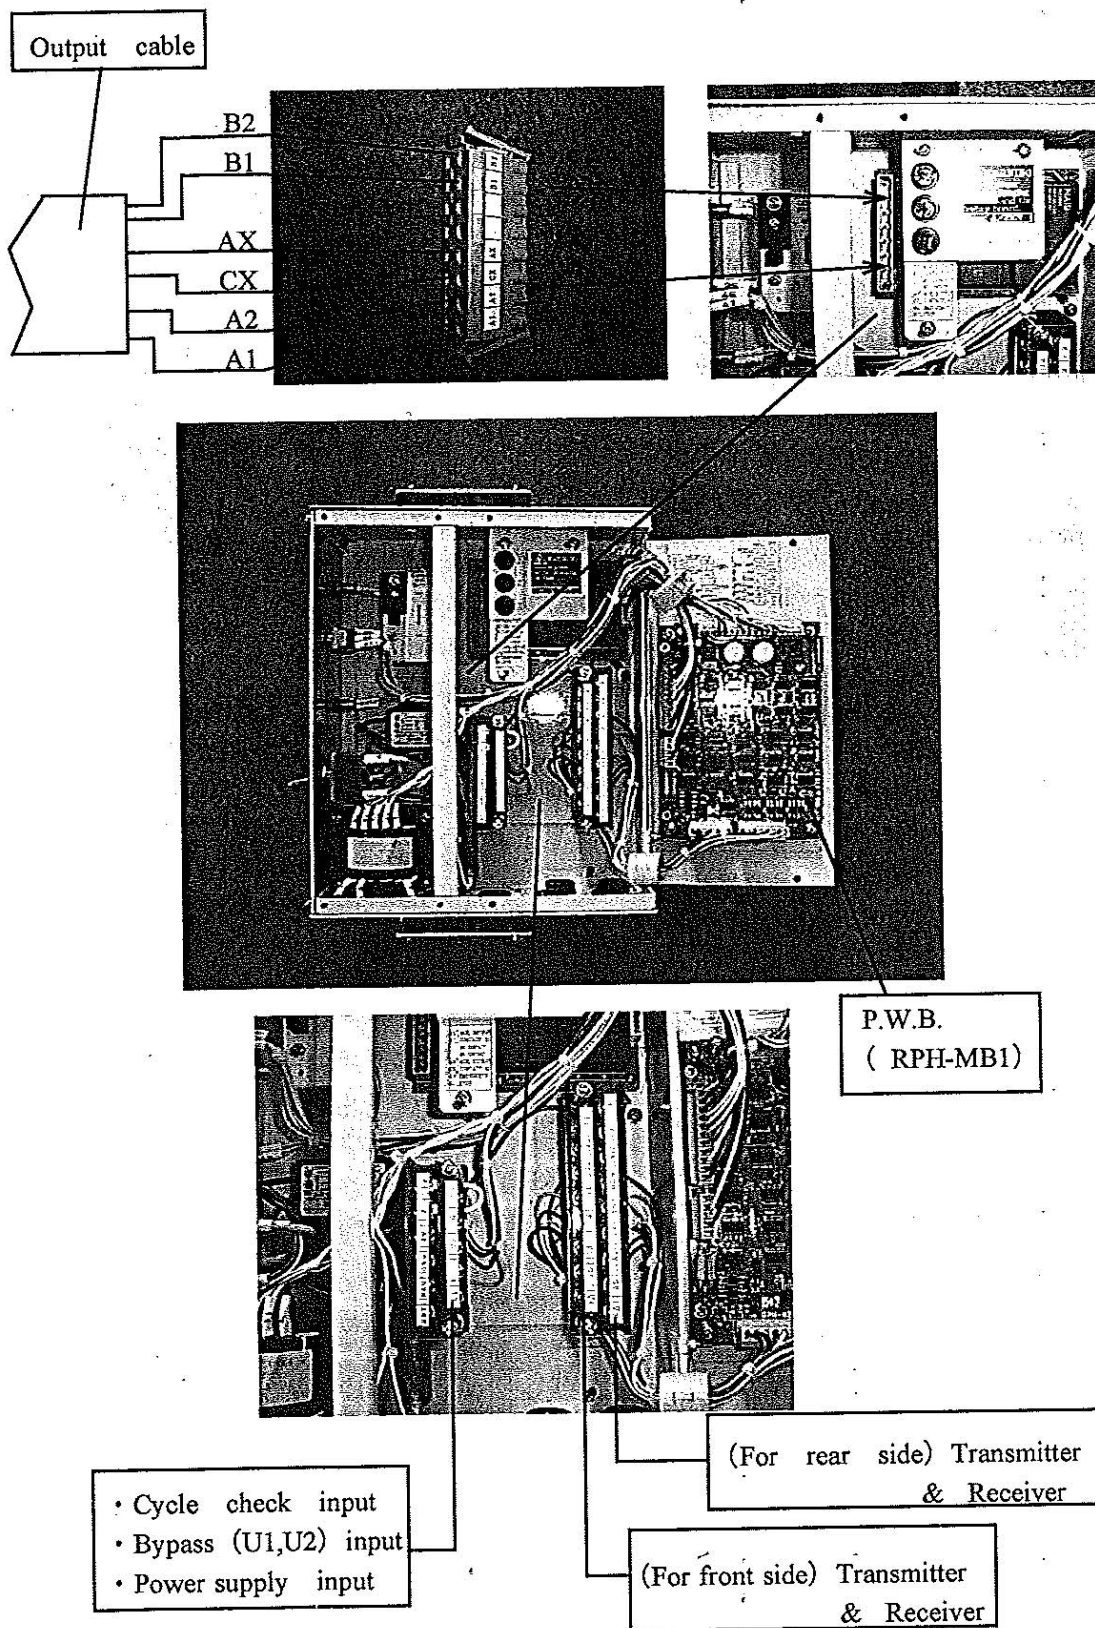 Output cable
B2
B1
AX
CX
A2
A1
P.W.B.
( RPH-MB1)
(For rear side) Transmitter
& Receiver
・Cycle check input
・Bypass (U1,U2) input
・Power supply input
(For front side) Transmitter
& Receiver